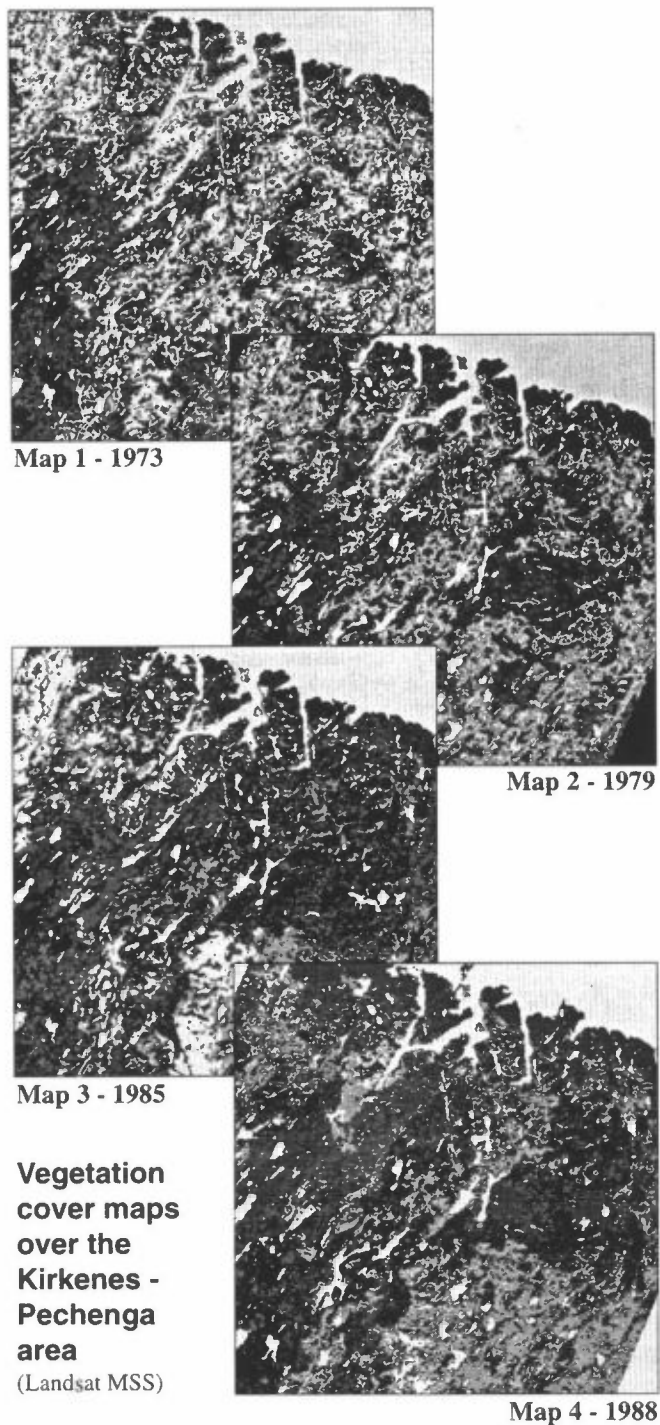 Map 1 - 1973
Map 2 - 1979
Map 3 - 1985
Vegetation
cover maps
over the
Kirkenes -
Pechenga
area
(Landsat MSS)
Map 4 - 1988